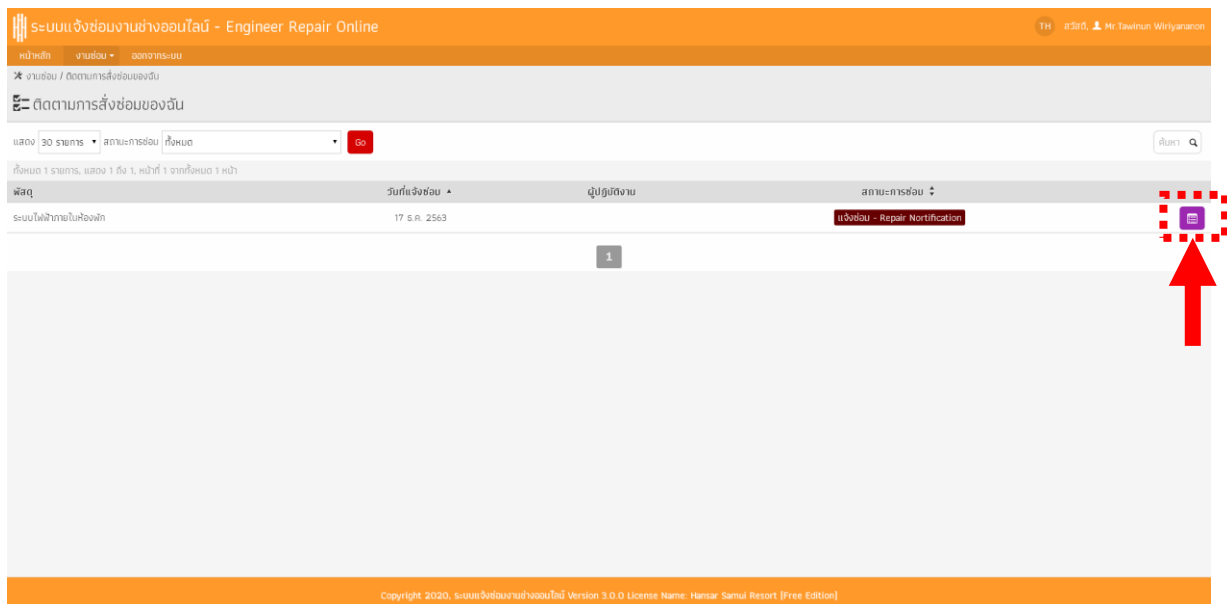 ระบบแจ้งซ่อมงานช่างออนไลน์ - Engineer Repair Online
TH สวัสดี, Mr.Tawinun Wiriyananon
หน้าหลัก งานซ่อม ออกจากระบบ
งานซ่อม / ติดตามการสั่งซ่อมของฉัน
ติดตามการสั่งซ่อมของฉัน
แสดง 30 รายการ สถานะการซ่อม ทั้งหมด Go ค้นหา
ทั้งหมด 1 รายการ, แสดง 1 ถึง 1, หน้าที่ 1 จากทั้งหมด 1 หน้า
พัสดุ วันที่แจ้งซ่อม ผู้ปฏิบัติงาน สถานะการซ่อม
ระบบไฟฟ้าภายในห้องพัก 17 ธ.ค. 2563 แจ้งซ่อม - Repair Nortification
1
Copyright 2020, ระบบแจ้งซ่อมงานช่างออนไลน์ Version 3.0.0 License Name: Hansar Samui Resort [Free Edition]